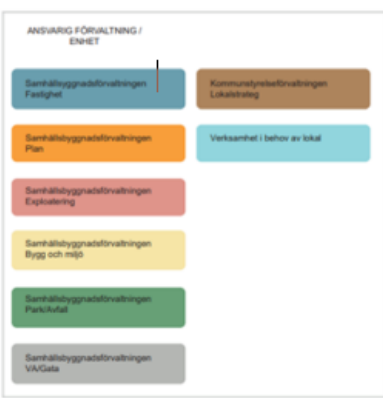 ANSVARIG FÖRVALTNING /
ENHET
Samhällsyggnadsförvaltningen
Fastighet
Samhällsbyggnadsförvaltningen
Plan
Samhällsbyggnadsförvaltningen
Exploatering
Samhällsbyggnadsförvaltningen
Bygg och miljö
Samhällsbyggnadsförvaltningen
Park/Avfall
Samhällsbyggnadsförvaltningen
VA/Gata
Kommunstyrelseförvaltningen
Lokalstrateg
Verksamhet i behov av lokal